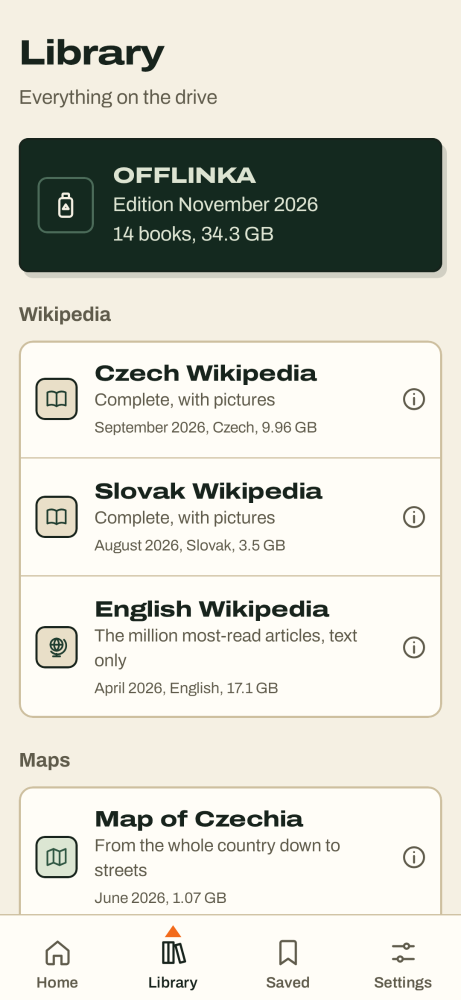 Library
Everything on the drive
OFFLINKA
Edition November 2026
14 books, 34.3 GB
Wikipedia
Czech Wikipedia
Complete, with pictures
September 2026, Czech, 9.96 GB
Slovak Wikipedia
Complete, with pictures
August 2026, Slovak, 3.5 GB
English Wikipedia
The million most-read articles, text
only
April 2026, English, 17.1 GB
Maps
Map of Czechia
From the whole country down to
streets
June 2026, 1.07 GB
Home
Library
Saved
Settings